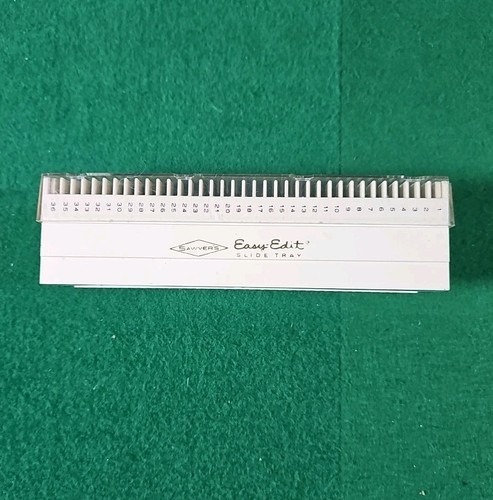 36 35 34 33 32 31 30 29 28 27 26 25 24 23 22 21 20 19 18 17 16 15 14 13 12 11 10 9 8 7 6 5 4 3 2 1
SAWYER'S Easy-Edit
SLIDE TRAY